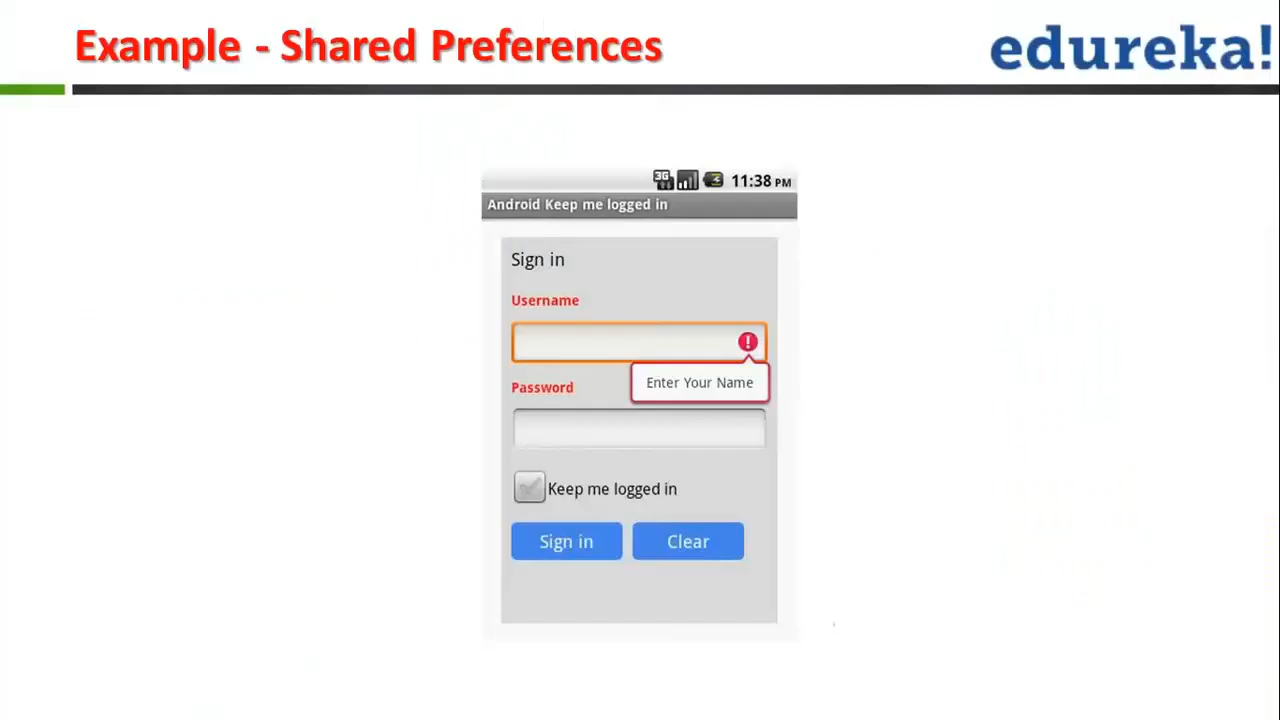 Example - Shared Preferences
edureka!
3G 11:38 PM
Android Keep me logged in
Sign in
Username
!
Enter Your Name
Password
Keep me logged in
Sign in Clear